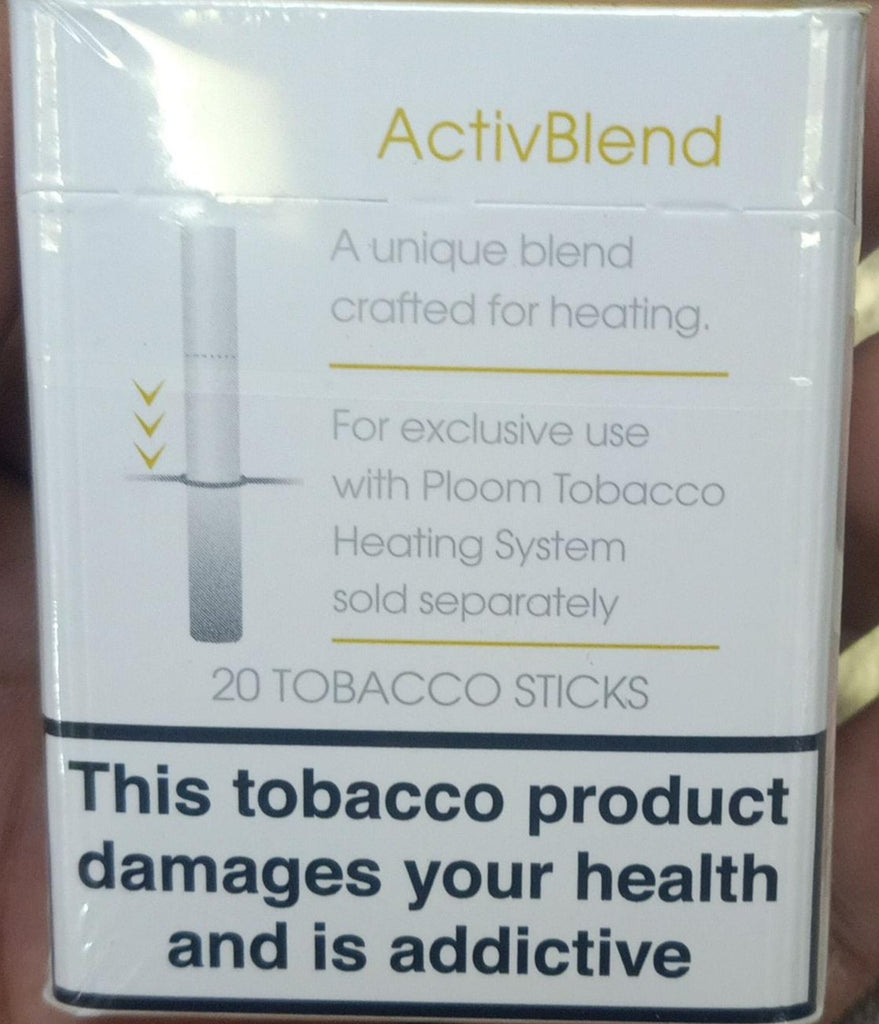 ActivBlend
A unique blend
crafted for heating.
For exclusive use
with Ploom Tobacco
Heating System
sold separately
20 TOBACCO STICKS
This tobacco product
damages your health
and is addictive